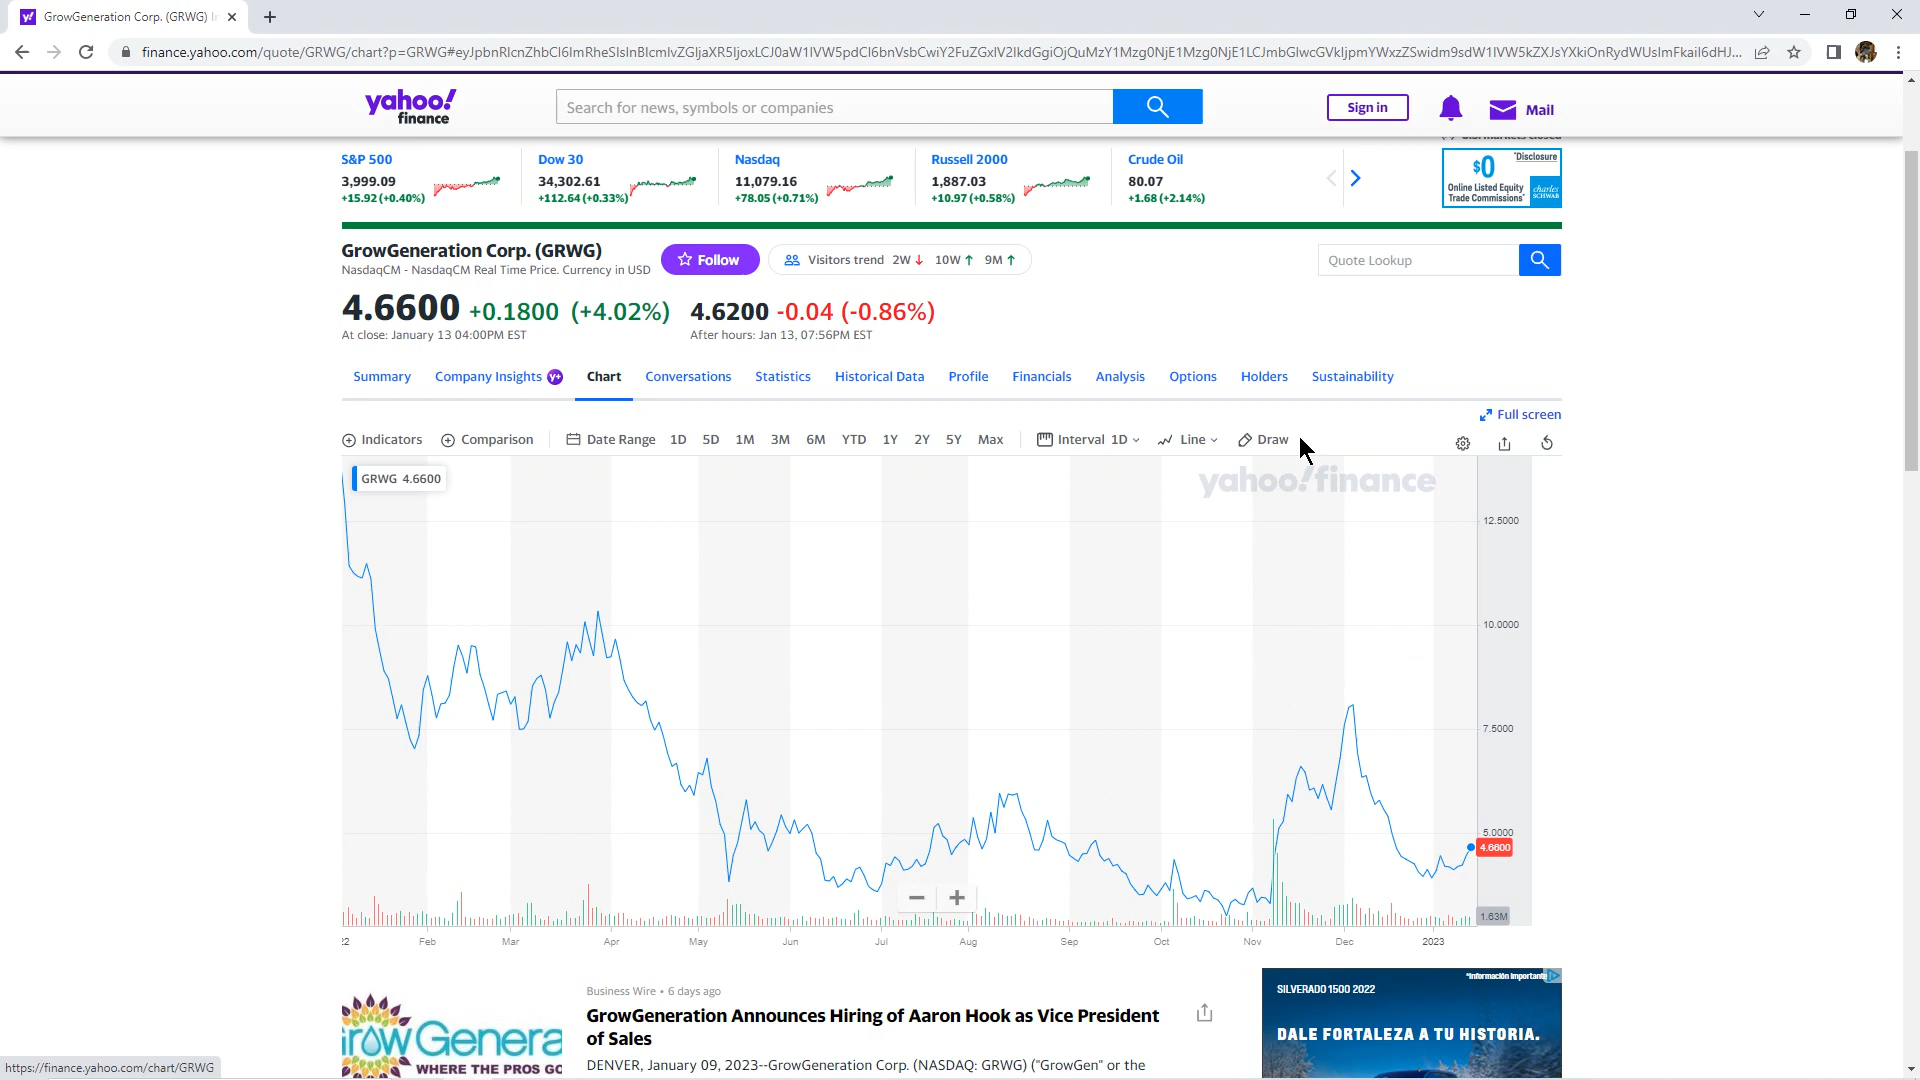 GrowGeneration Corp. (GRWG)
finance.yahoo.com/quote/GRWG/chart?p=GRWG#
yahoo!
finance
Search for news, symbols or companies
Sign in
Mail
S&P 500
3,999.09
+15.92 (+0.40%)
Dow 30
34,302.61
+112.64 (+0.33%)
Nasdaq
11,079.16
+78.05 (+0.71%)
Russell 2000
1,887.03
+10.97 (+0.58%)
Crude Oil
80.07
+1.68 (+2.14%)
*Disclosure
$0
Online Listed Equity
Trade Commissions*
charles
SCHWAB
GrowGeneration Corp. (GRWG)
NasdaqCM - NasdaqCM Real Time Price. Currency in USD
Follow
Visitors trend 2W 10W 9M
Quote Lookup
4.6600 +0.1800 (+4.02%) 4.6200 -0.04 (-0.86%)
At close: January 13 04:00PM EST After hours: Jan 13, 07:56PM EST
Summary Company Insights Y+ Chart Conversations Statistics Historical Data Profile Financials Analysis Options Holders Sustainability
Full screen
Indicators Comparison Date Range 1D 5D 1M 3M 6M YTD 1Y 2Y 5Y Max Interval 1D Line Draw
GRWG 4.6600
yahoo!finance
12.5000
10.0000
7.5000
5.0000
4.6600
1.63M
22 Feb Mar Apr May Jun Jul Aug Sep Oct Nov Dec 2023
Business Wire • 6 days ago
GrowGeneration Announces Hiring of Aaron Hook as Vice President
of Sales
DENVER, January 09, 2023--GrowGeneration Corp. (NASDAQ: GRWG) ("GrowGen" or the
GrowGenera
WHERE THE PROS GO
*Información Importante
SILVERADO 1500 2022
DALE FORTALEZA A TU HISTORIA.
https://finance.yahoo.com/chart/GRWG